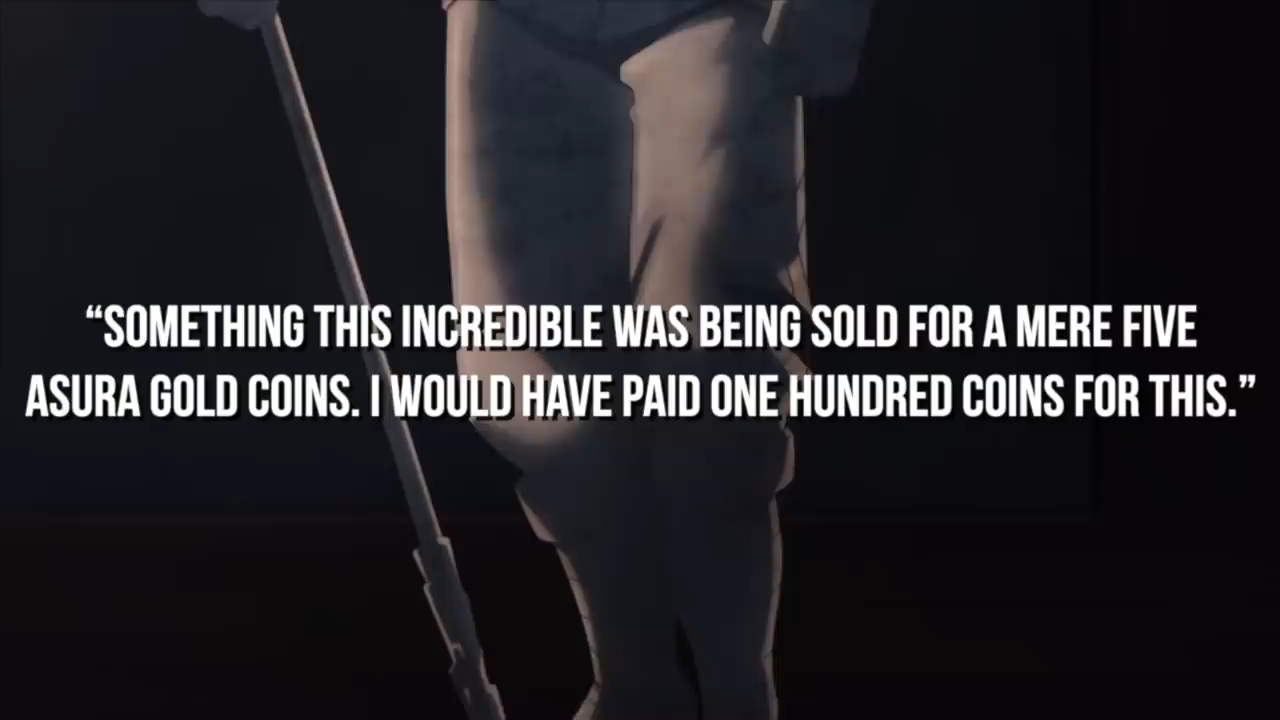 “SOMETHING THIS INCREDIBLE WAS BEING SOLD FOR A MERE FIVE
ASURA GOLD COINS. I WOULD HAVE PAID ONE HUNDRED COINS FOR THIS.”